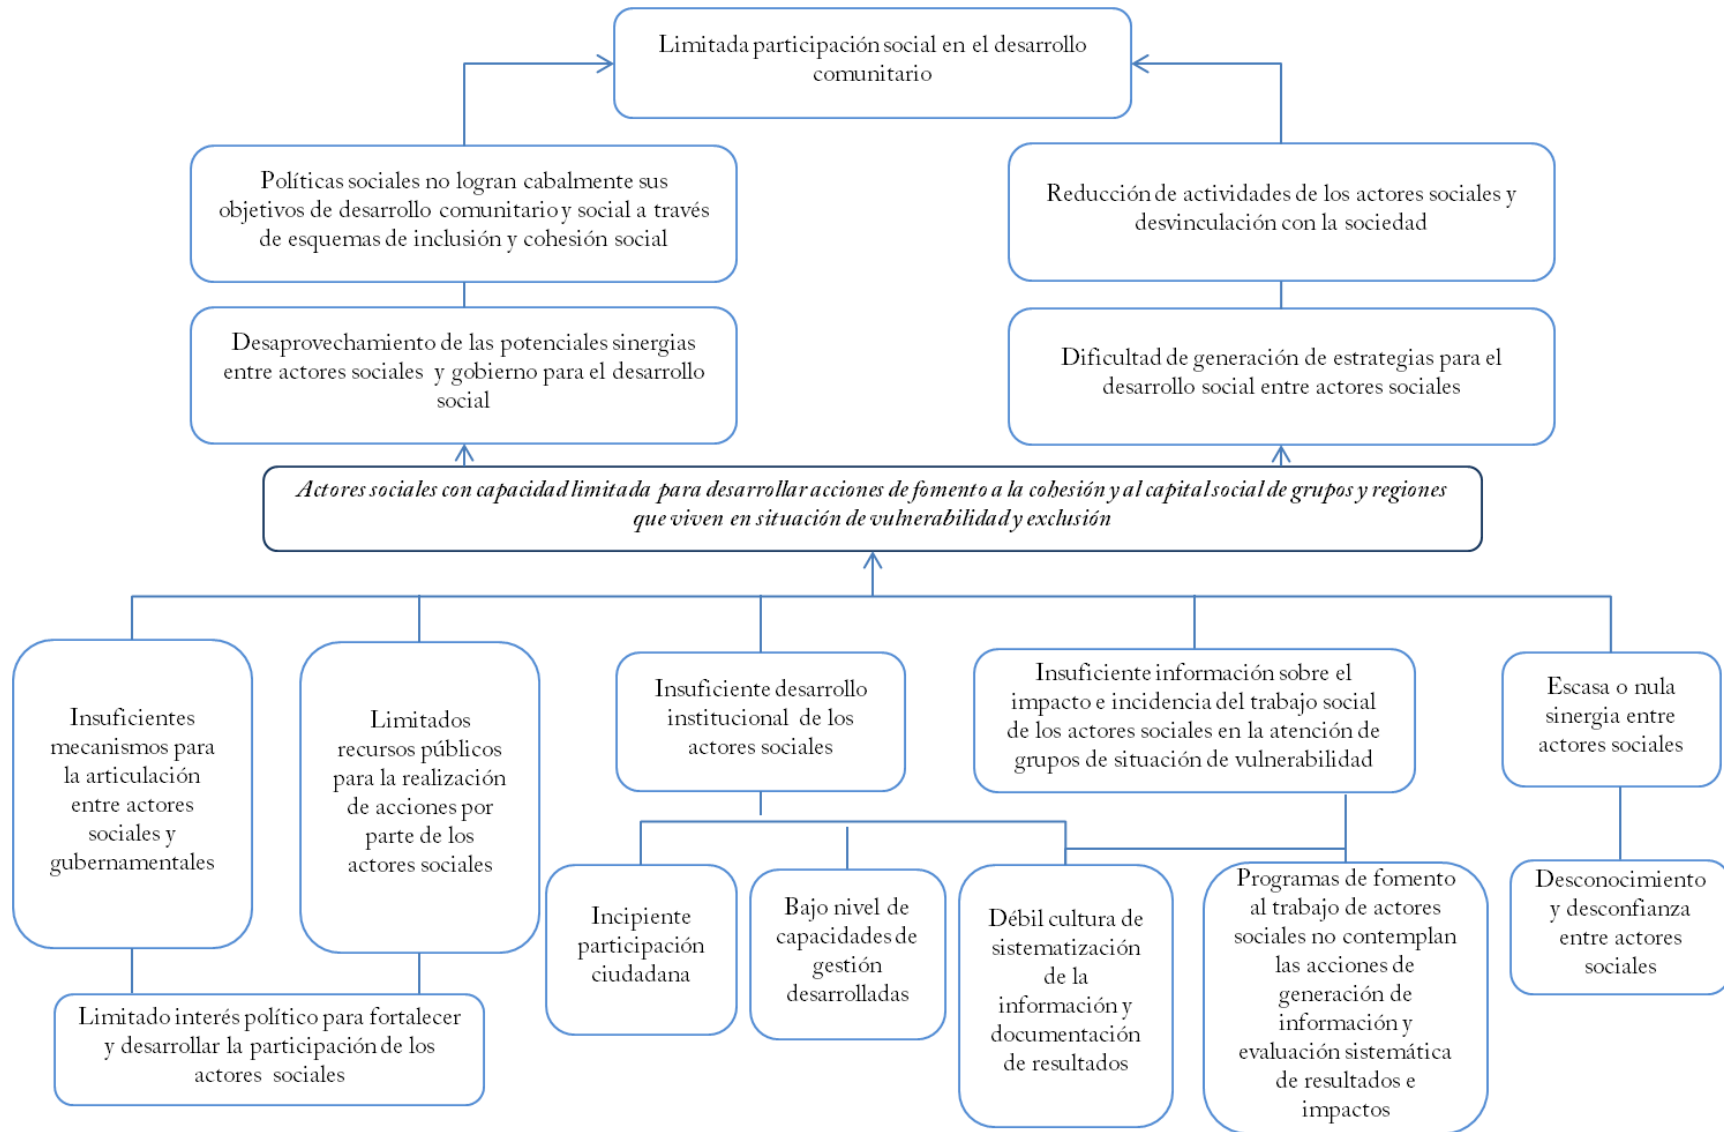 Limitada participación social en el desarrollo
comunitario
Políticas sociales no logran cabalmente sus
objetivos de desarrollo comunitario y social a través
de esquemas de inclusión y cohesión social
Reducción de actividades de los actores sociales y
desvinculación con la sociedad
Desaprovechamiento de las potenciales sinergias
entre actores sociales y gobierno para el desarrollo
social
Dificultad de generación de estrategias para el
desarrollo social entre actores sociales
Actores sociales con capacidad limitada para desarrollar acciones de fomento a la cohesión y al capital social de grupos y regiones
que viven en situación de vulnerabilidad y exclusión
Insuficientes
mecanismos para
la articulación
entre actores
sociales y
gubernamentales
Limitados
recursos públicos
para la realización
de acciones por
parte de los
actores sociales
Insuficiente desarrollo
institucional de los
actores sociales
Insuficiente información sobre el
impacto e incidencia del trabajo social
de los actores sociales en la atención de
grupos de situación de vulnerabilidad
Escasa o nula
sinergia entre
actores sociales
Limitado interés político para fortalecer
y desarrollar la participación de los
actores sociales
Incipiente
participación
ciudadana
Bajo nivel de
capacidades de
gestión
desarrolladas
Débil cultura de
sistematización
de la
información y
documentación
de resultados
Programas de fomento
al trabajo de actores
sociales no contemplan
las acciones de
generación de
información y
evaluación sistemática
de resultados e
impactos
Desconocimiento
y desconfianza
entre actores
sociales